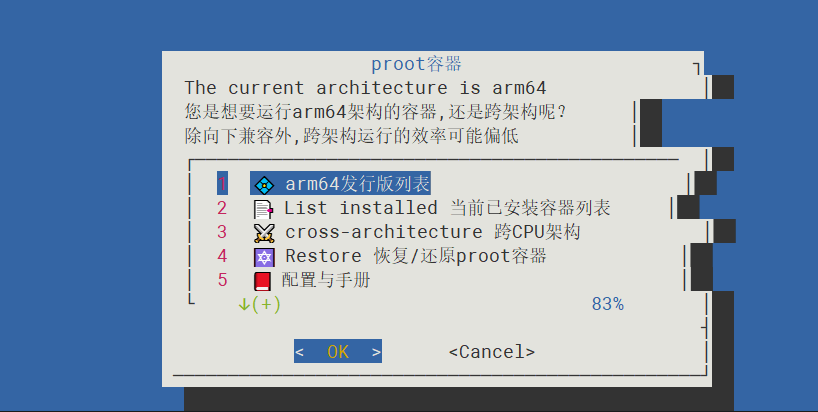 proot容器
The current architecture is arm64
您是想要运行arm64架构的容器,还是跨架构呢?
除向下兼容外,跨架构运行的效率可能偏低
1 💠 arm64发行版列表
2 📑 List installed 当前已安装容器列表
3 ⚔ cross-architecture 跨CPU架构
4 🔯 Restore 恢复/还原proot容器
5 📕 配置与手册
↓(+) 83%
< OK > <Cancel>